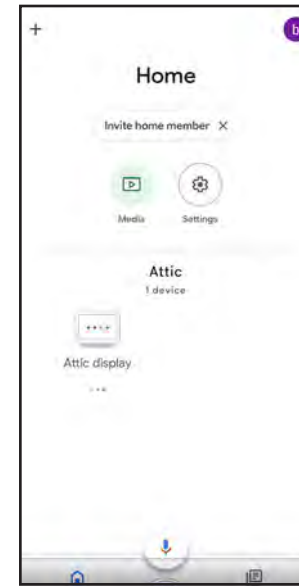 +
b
Home
Invite home member ×
Media Settings
Attic
1 device
Attic display